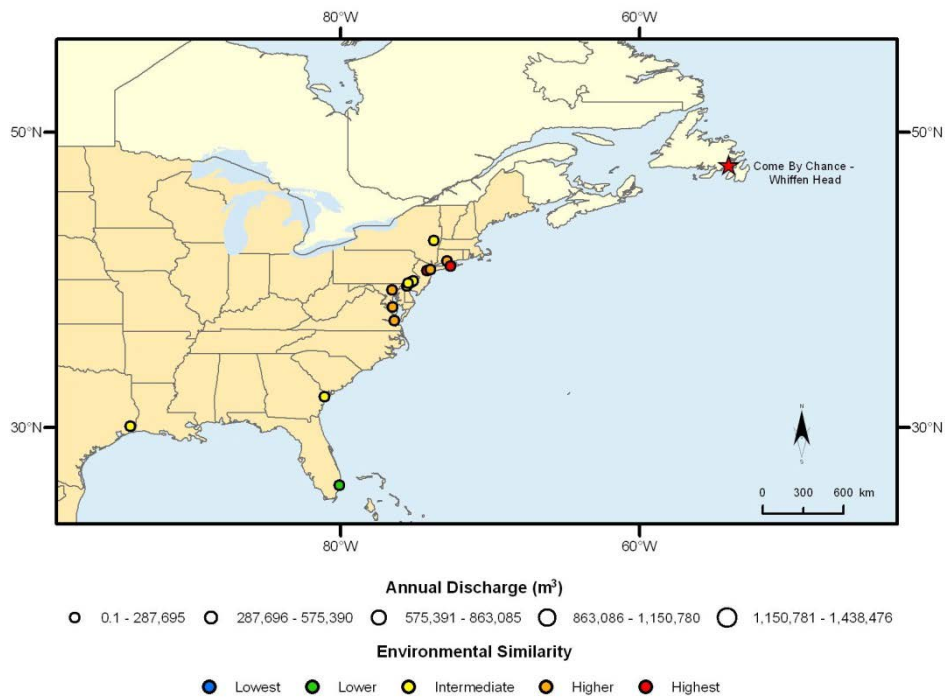 80°W 60°W
50°N 50°N
Come By Chance -
Whiffen Head
30°N 30°N
N
S
0 300 600 km
80°W 60°W
Annual Discharge (m³)
0.1 - 287,695 287,696 - 575,390 575,391 - 863,085 863,086 - 1,150,780 1,150,781 - 1,438,476
Environmental Similarity
Lowest Lower Intermediate Higher Highest